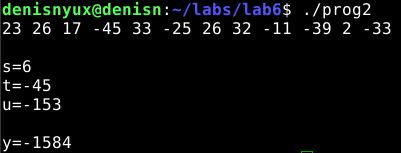 denisnyux@denisn:~/labs/lab6$ ./prog2
23 26 17 -45 33 -25 26 32 -11 -39 2 -33
s=6
t=-45
u=-153
y=-1584